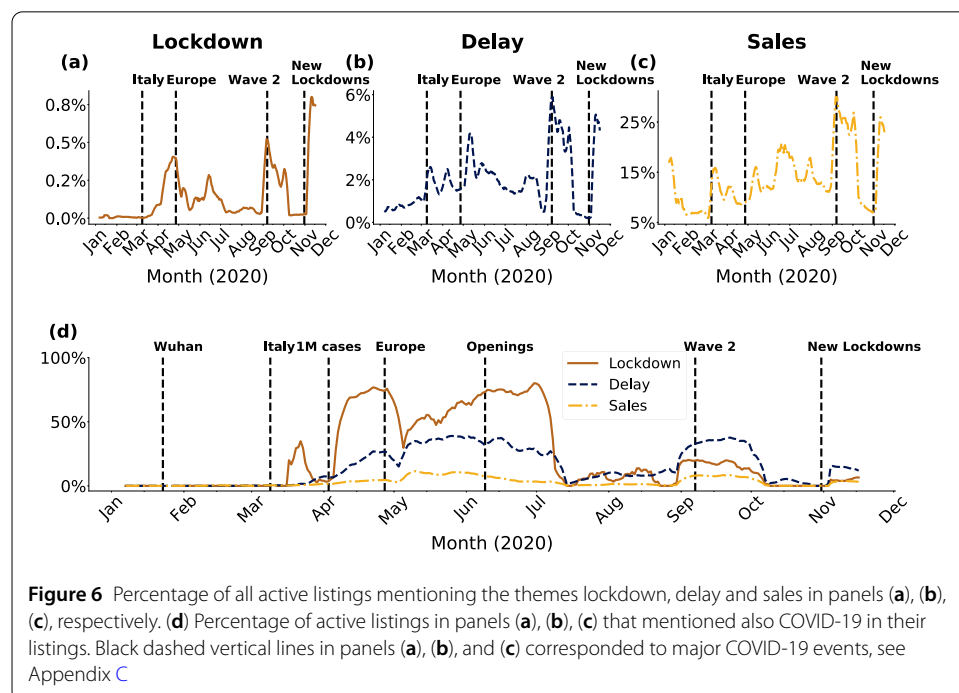 Lockdown
Delay
Sales
(a)
Italy Europe Wave 2 New Lockdowns
0.8%
0.5%
0.2%
0.0%
Jan Feb Mar Apr May Jun Jul Aug Sep Oct Nov Dec
Month (2020)
(b)
Italy Europe Wave 2 New Lockdowns
6%
4%
2%
0%
Jan Feb Mar Apr May Jun Jul Aug Sep Oct Nov Dec
Month (2020)
(c)
Italy Europe Wave 2 New Lockdowns
25%
15%
5%
Jan Feb Mar Apr May Jun Jul Aug Sep Oct Nov Dec
Month (2020)
(d)
Wuhan Italy 1M cases Europe Openings Wave 2 New Lockdowns
100%
50%
0%
Lockdown
Delay
Sales
Jan Feb Mar Apr May Jun Jul Aug Sep Oct Nov Dec
Month (2020)
Figure 6 Percentage of all active listings mentioning the themes lockdown, delay and sales in panels (a), (b),
(c), respectively. (d) Percentage of active listings in panels (a), (b), (c) that mentioned also COVID-19 in their
listings. Black dashed vertical lines in panels (a), (b), and (c) corresponded to major COVID-19 events, see
Appendix C